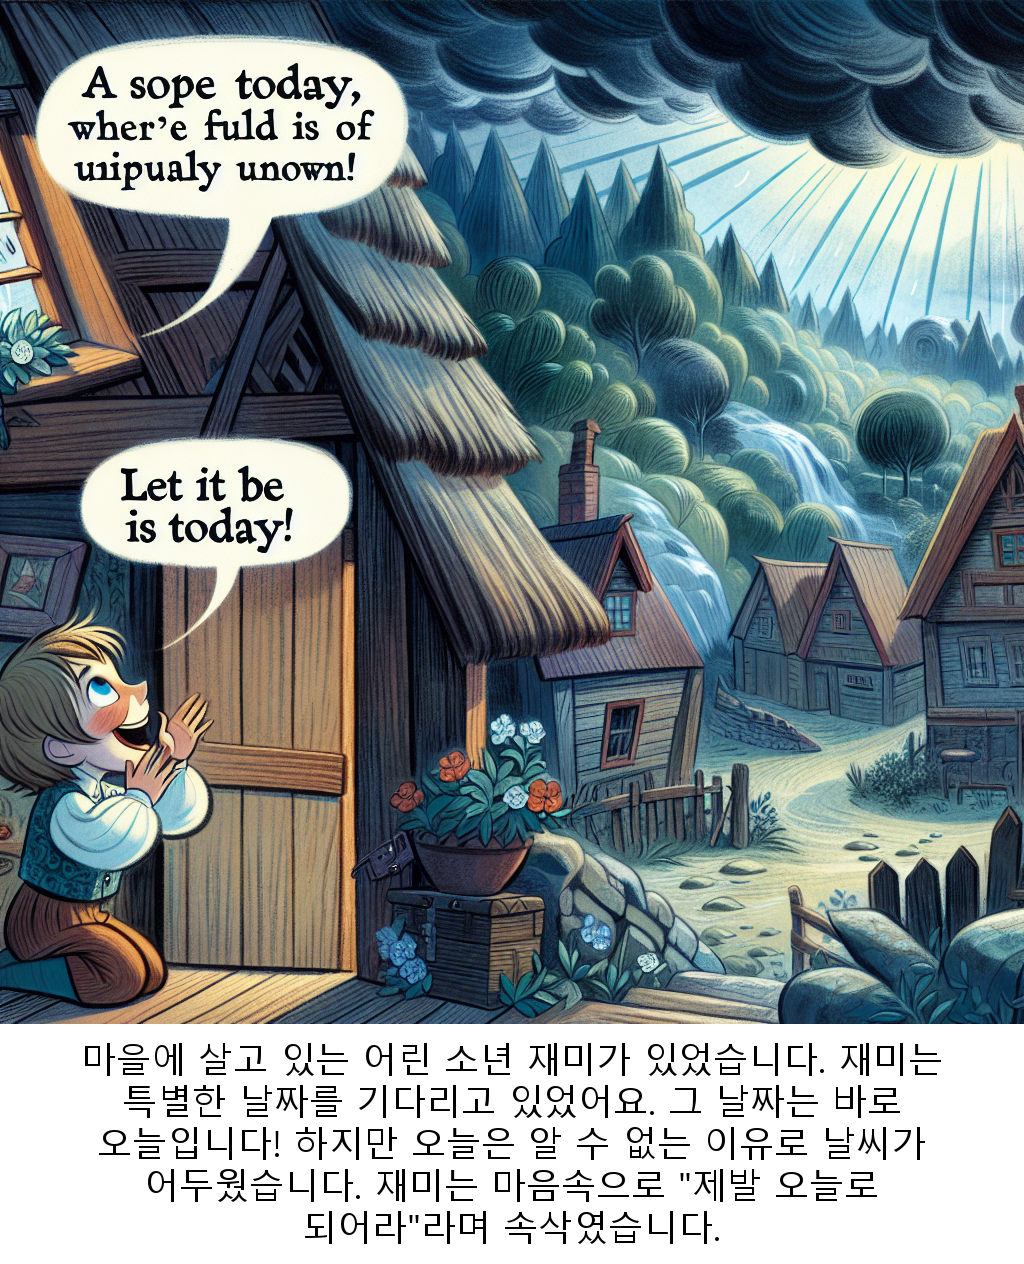 A sope today,
wher'e fuld is of
uiipualy unown!
Let it be
is today!
마을에 살고 있는 어린 소년 재미가 있었습니다. 재미는
특별한 날짜를 기다리고 있었어요. 그 날짜는 바로
오늘입니다! 하지만 오늘은 알 수 없는 이유로 날씨가
어두웠습니다. 재미는 마음속으로 "제발 오늘로
되어라"라며 속삭였습니다.